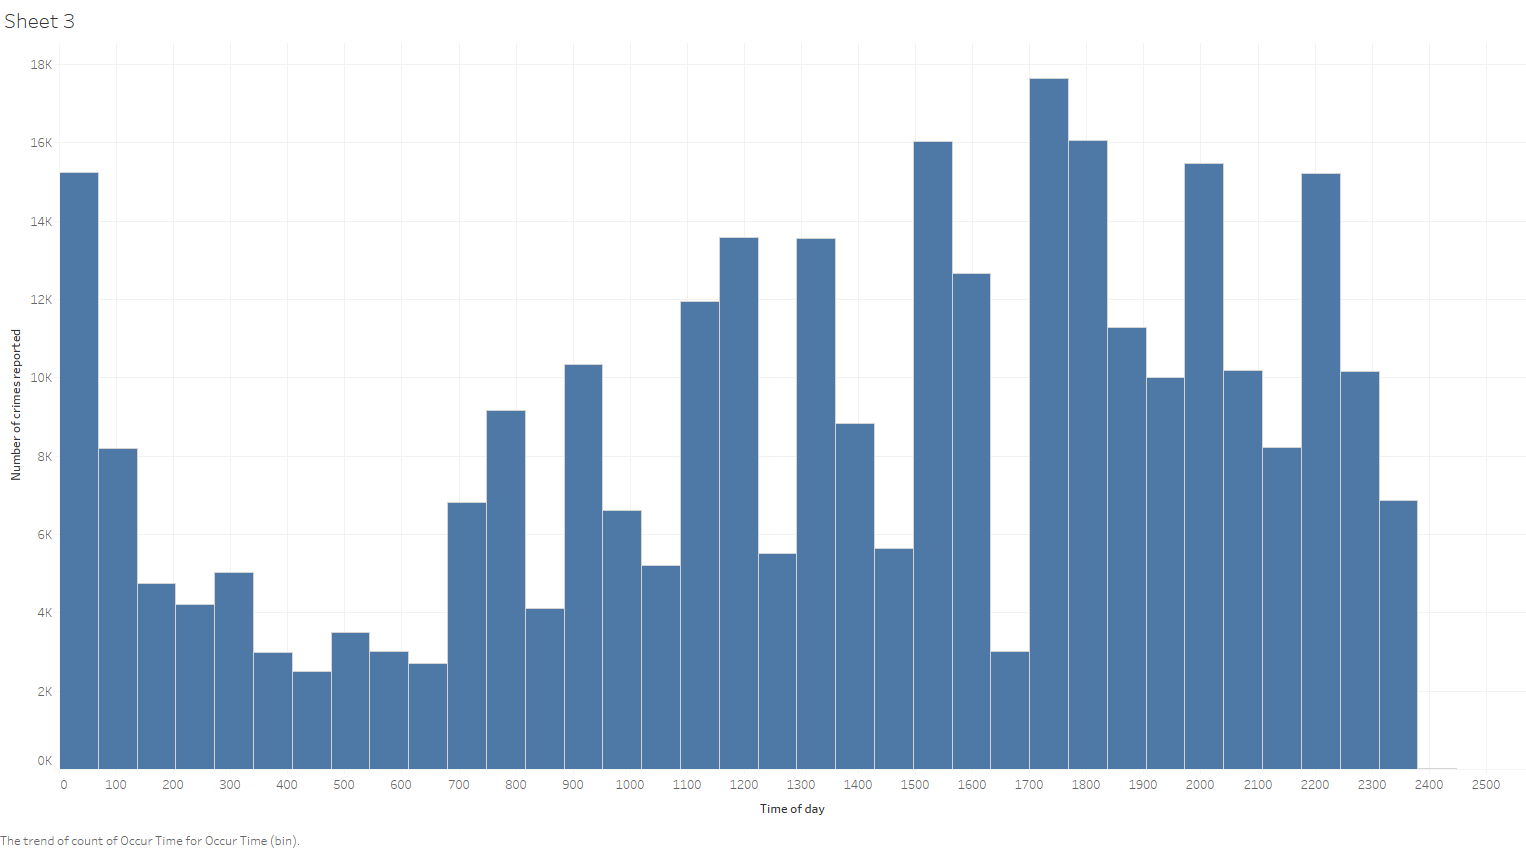 Sheet 3
18K
16K
14K
12K
10K
8K
6K
4K
2K
0K
Number of crimes reported
0 100 200 300 400 500 600 700 800 900 1000 1100 1200 1300 1400 1500 1600 1700 1800 1900 2000 2100 2200 2300 2400 2500
Time of day
The trend of count of Occur Time for Occur Time (bin).